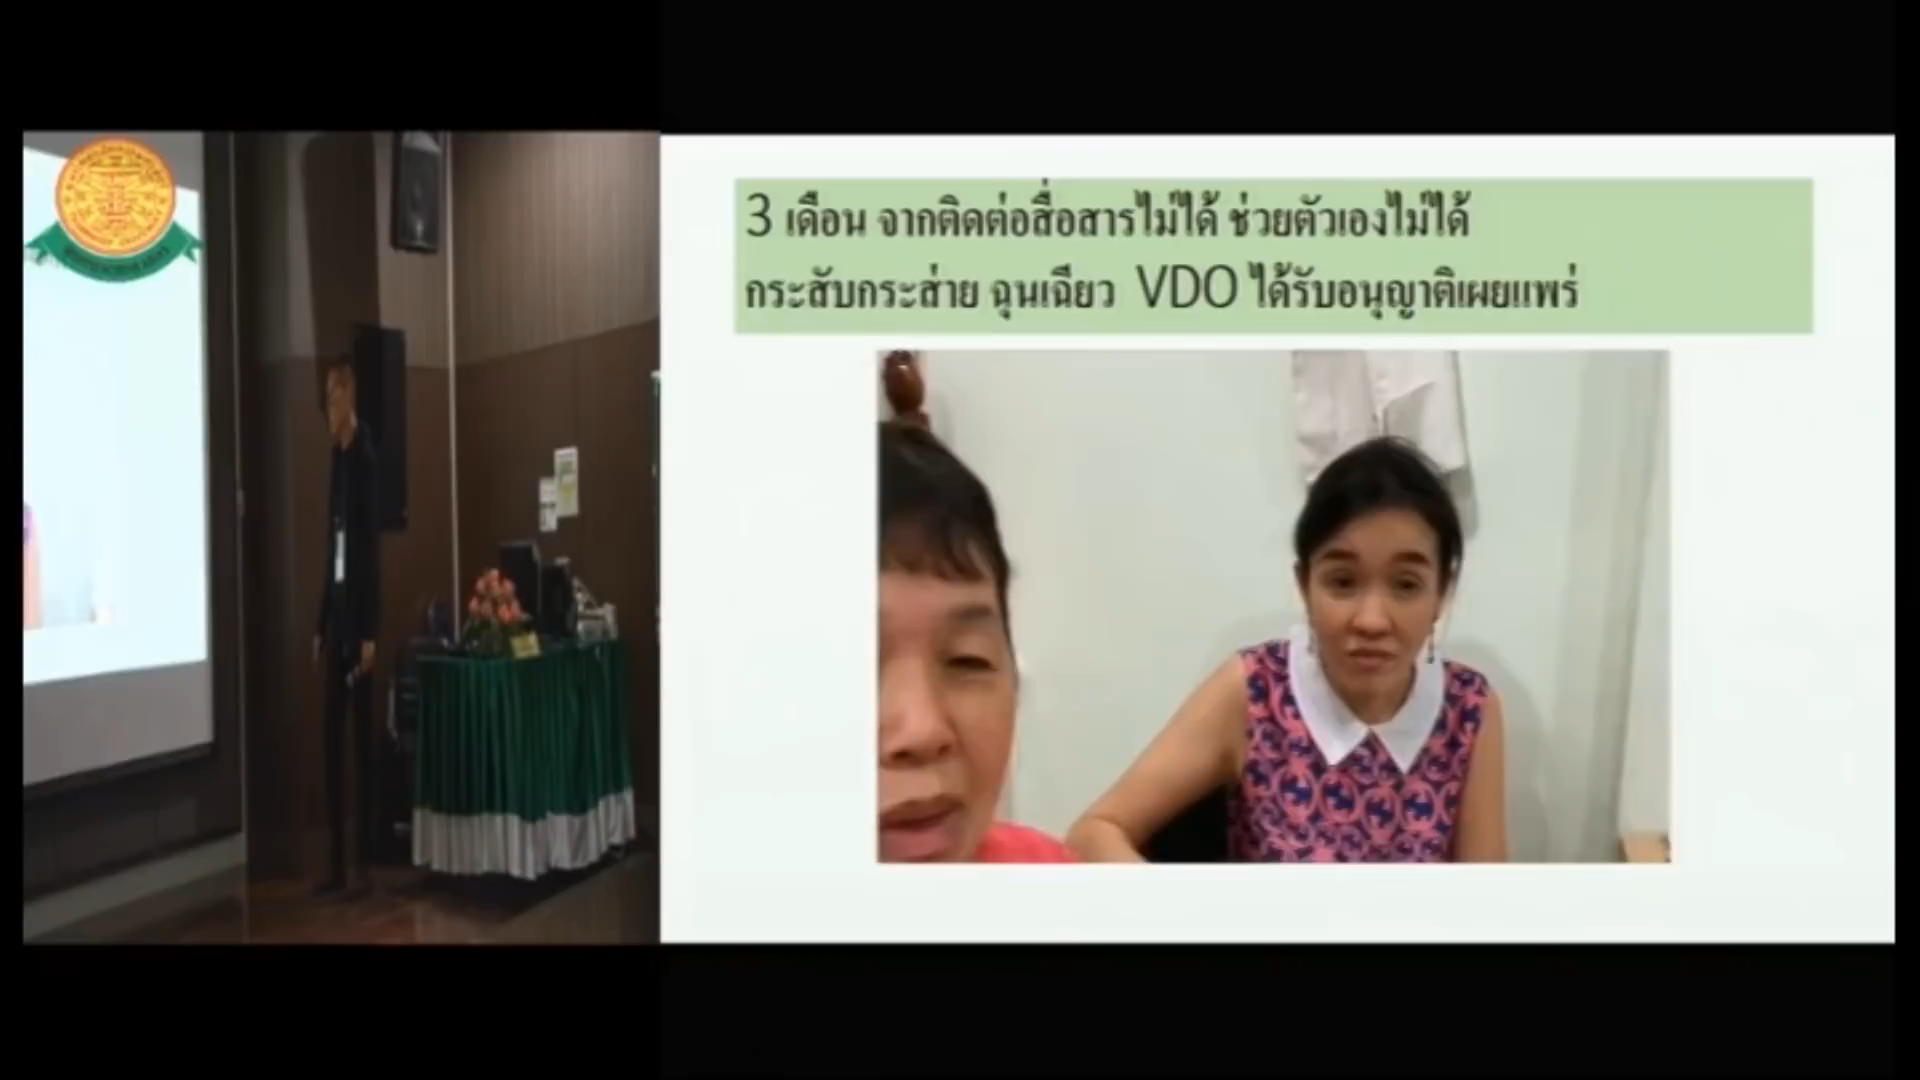 3 เดือน จากติดต่อสื่อสารไม่ได้ ช่วยตัวเองไม่ได้
กระสับกระส่าย ฉุนเฉียว VDO ได้รับอนุญาติเผยแพร่